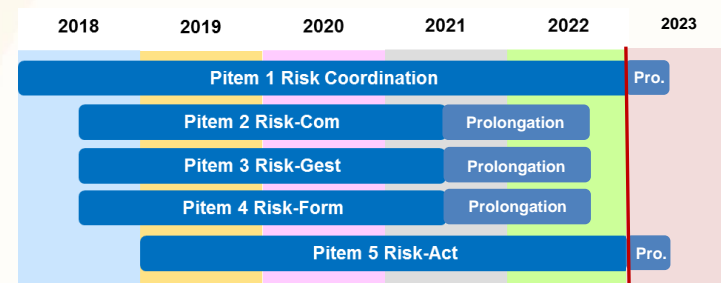 2018 2019 2020 2021 2022 2023
Pitem 1 Risk Coordination Pro.
Pitem 2 Risk-Com Prolongation
Pitem 3 Risk-Gest Prolongation
Pitem 4 Risk-Form Prolongation
Pitem 5 Risk-Act Pro.